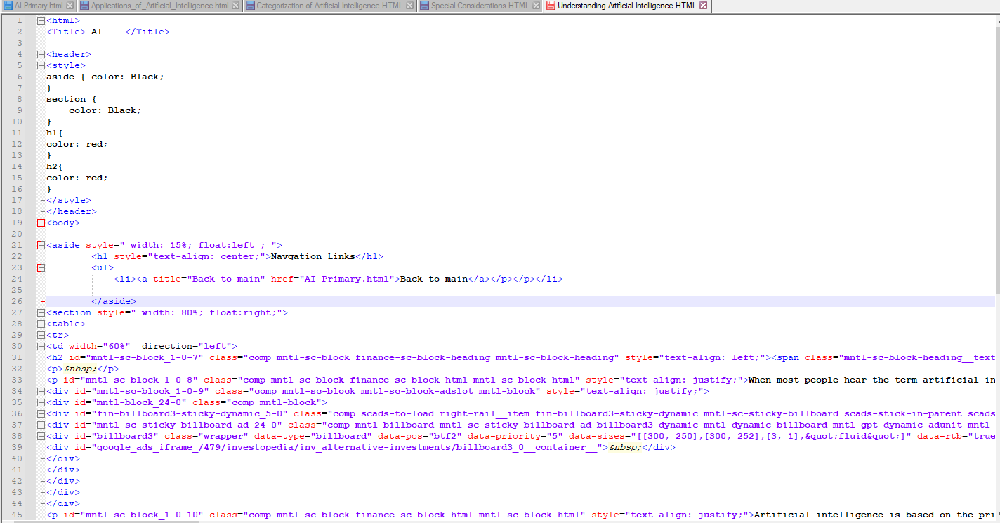 AI Primary.html Applications_of_Artificial_Intelligence.html Categorization of Artificial Intelligence.HTML Special Considerations.HTML Understanding Artificial Intelligence.HTML
1 <html>
2 <Title> AI    </Title>
3
4 <header>
5 <style>
6 aside { color: Black;
7 }
8 section {
9     color: Black;
10 }
11 h1{
12 color: red;
13 }
14 h2{
15 color: red;
16 }
17 </style>
18 </header>
19 <body>
20
21 <aside style=" width: 15%; float:left ; ">
22         <h1 style="text-align: center;">Navgation Links</h1>
23         <ul>
24             <li><a title="Back to main" href="AI Primary.html">Back to main</a></p></p></li>
25
26         </aside>
27 <section style=" width: 80%; float:right;">
28 <table>
29 <tr>
30 <td width="60%"  direction="left">
31 <h2 id="mntl-sc-block_1-0-7" class="comp mntl-sc-block finance-sc-block-heading mntl-sc-block-heading" style="text-align: left;"><span class="mntl-sc-block-heading__text
32 <p>&nbsp;</p>
33 <p id="mntl-sc-block_1-0-8" class="comp mntl-sc-block finance-sc-block-html mntl-sc-block-html" style="text-align: justify;">When most people hear the term artificial in
34 <div id="mntl-sc-block_1-0-9" class="comp mntl-sc-block mntl-sc-block-adslot mntl-block" style="text-align: justify;">
35 <div id="mntl-block_24-0" class="comp mntl-block">
36 <div id="fin-billboard3-sticky-dynamic_5-0" class="comp scads-to-load right-rail__item fin-billboard3-sticky-dynamic mntl-sc-sticky-billboard scads-stick-in-parent scads
37 <div id="mntl-sc-sticky-billboard-ad_24-0" class="comp mntl-billboard mntl-sc-sticky-billboard-ad billboard3-dynamic mntl-dynamic-billboard mntl-gpt-dynamic-adunit mntl-
38 <div id="billboard3" class="wrapper" data-type="billboard" data-pos="btf2" data-priority="5" data-sizes="[[300, 250],[300, 252],[3, 1],&quot;fluid&quot;]" data-rtb="true
39 <div id="google_ads_iframe_/479/investopedia/inv_alternative-investments/billboard3_0__container__">&nbsp;</div>
40 </div>
41 </div>
42 </div>
43 </div>
44 </div>
45 <p id="mntl-sc-block_1-0-10" class="comp mntl-sc-block finance-sc-block-html mntl-sc-block-html" style="text-align: justify;">Artificial intelligence is based on the pri